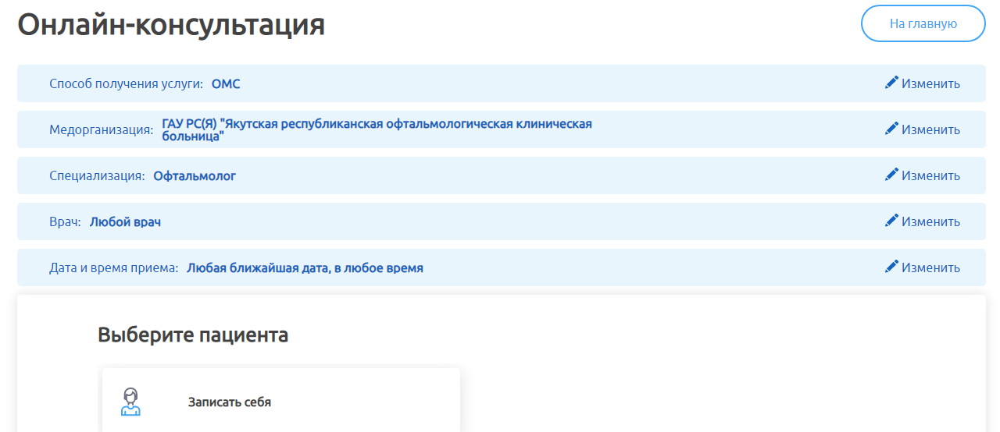 Онлайн-консультация
На главную
Способ получения услуги: ОМС
Изменить
Медорганизация: ГАУ РС(Я) "Якутская республиканская офтальмологическая клиническая
больница"
Изменить
Специализация: Офтальмолог
Изменить
Врач: Любой врач
Изменить
Дата и время приема: Любая ближайшая дата, в любое время
Изменить
Выберите пациента
Записать себя